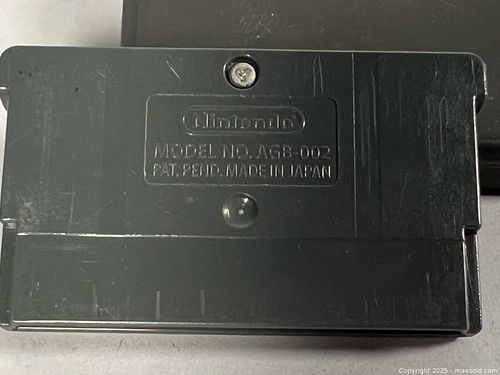 Nintendo
MODEL NO. AGB-002
PAT. PEND. MADE IN JAPAN
Copyright 2025 - maxsold.com